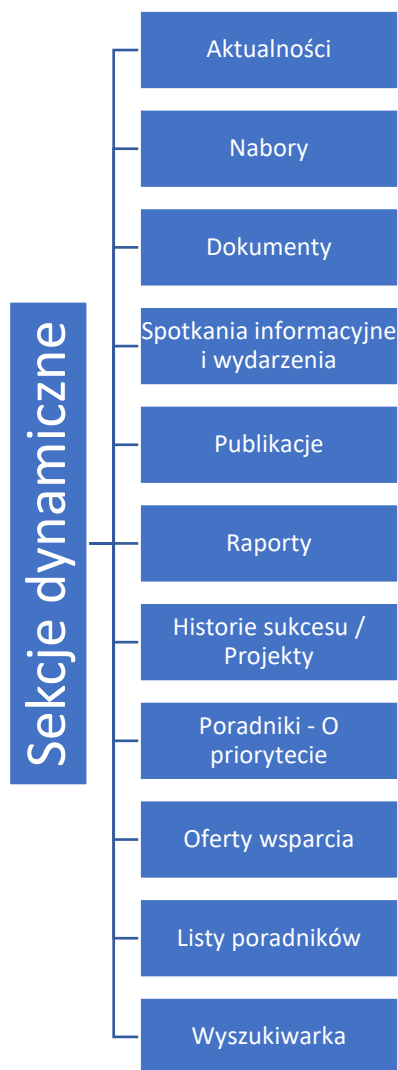 Sekcje dynamiczne
Aktualności
Nabory
Dokumenty
Spotkania informacyjne
i wydarzenia
Publikacje
Raporty
Historie sukcesu /
Projekty
Poradniki - O
priorytecie
Oferty wsparcia
Listy poradników
Wyszukiwarka